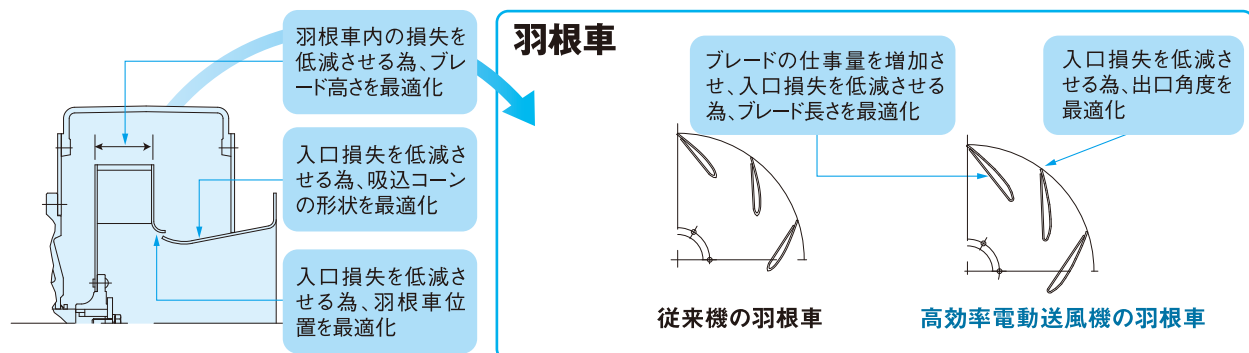 羽根車内の損失を
低減させる為、ブレ
ード高さを最適化
入口損失を低減さ
せる為、吸込コーン
の形状を最適化
入口損失を低減さ
せる為、羽根車位
置を最適化
羽根車
ブレードの仕事量を増加さ
せ、入口損失を低減させる
為、ブレード長さを最適化
入口損失を低減さ
せる為、出口角度を
最適化
従来機の羽根車
高効率電動送風機の羽根車